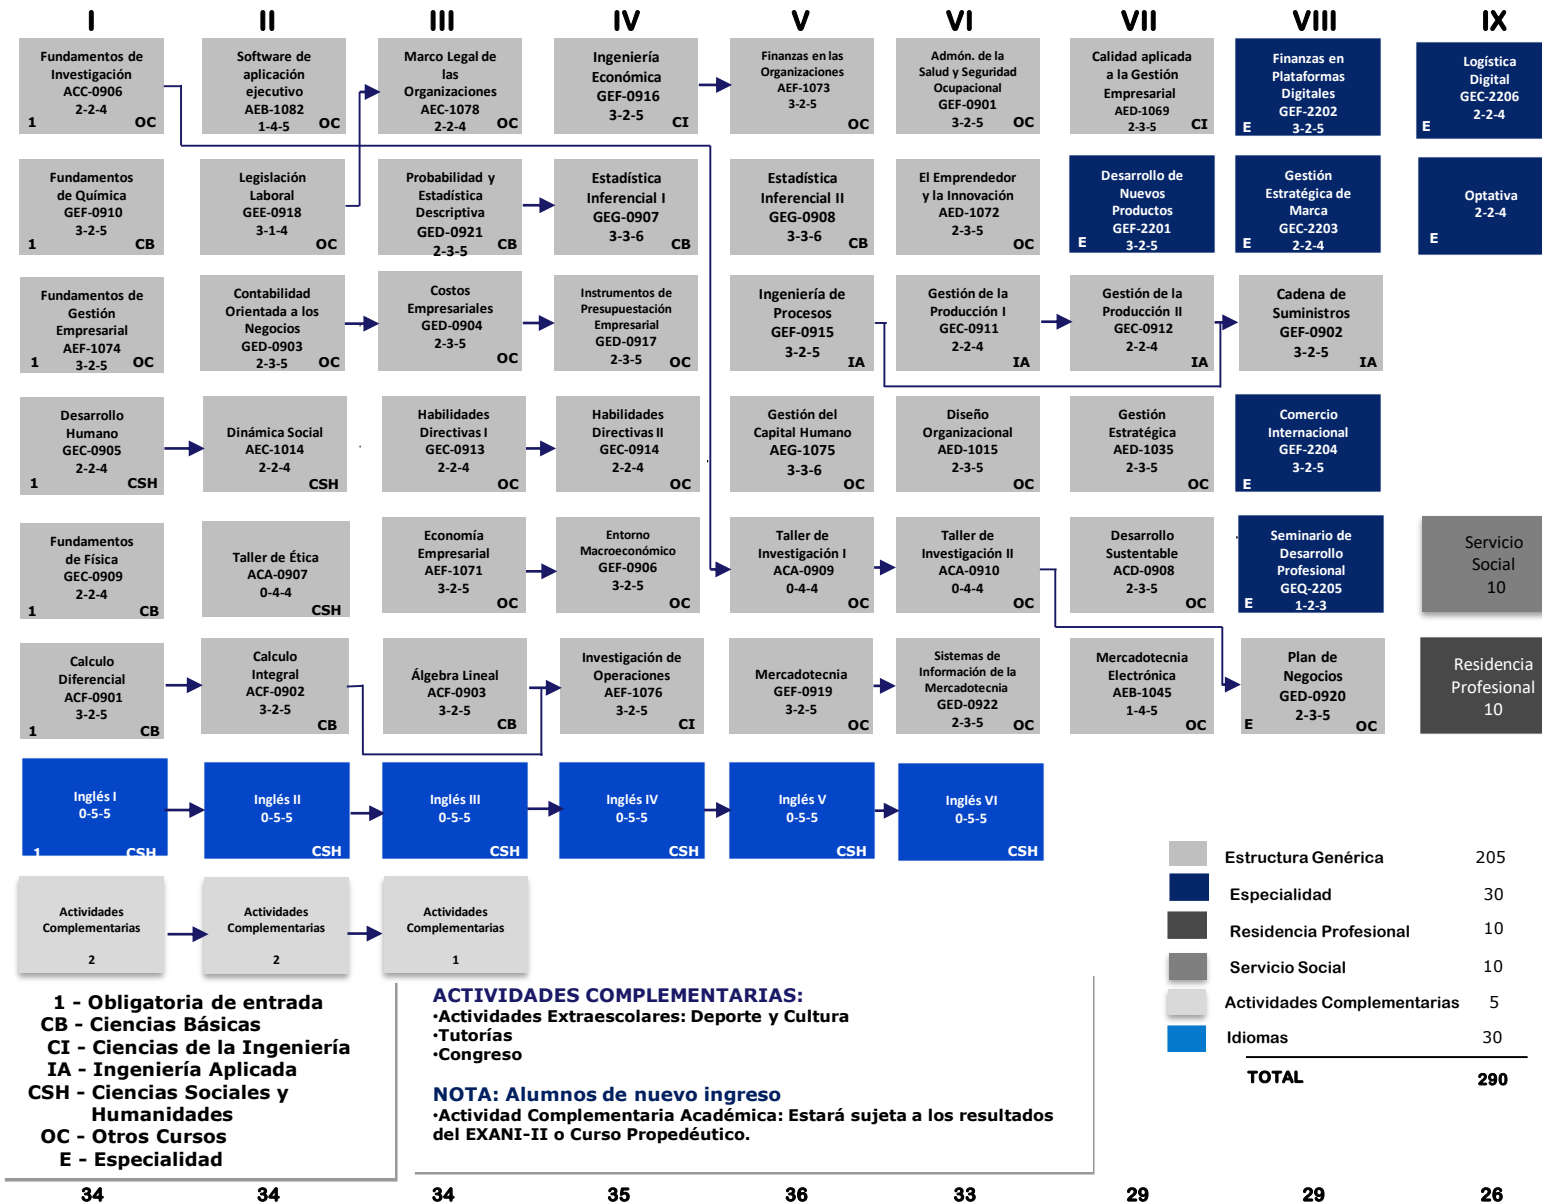 I II III IV V VI VII VIII IX
Fundamentos de
Investigación
ACC-0906
2-2-4
1 OC
Software de
aplicación
ejecutivo
AEB-1082
1-4-5
OC
Marco Legal de
las
Organizaciones
AEC-1078
2-2-4
OC
Ingeniería
Económica
GEF-0916
3-2-5
CI
Finanzas en las
Organizaciones
AEF-1073
3-2-5
OC
Admón. de la
Salud y Seguridad
Ocupacional
GEF-0901
3-2-5
OC
Calidad aplicada
a la Gestión
Empresarial
AED-1069
2-3-5
CI
Finanzas en
Plataformas
Digitales
GEF-2202
3-2-5
E
Logística
Digital
GEC-2206
2-2-4
E
Fundamentos
de Química
GEF-0910
3-2-5
1 CB
Legislación
Laboral
GEE-0918
3-1-4
OC
Probabilidad y
Estadística
Descriptiva
GED-0921
2-3-5
CB
Estadística
Inferencial I
GEG-0907
3-3-6
CB
Estadística
Inferencial II
GEG-0908
3-3-6
CB
El Emprendedor
y la Innovación
AED-1072
2-3-5
OC
Desarrollo de
Nuevos
Productos
GEF-2201
3-2-5
E
Gestión
Estratégica de
Marca
GEC-2203
2-2-4
E
Optativa
2-2-4
E
Fundamentos de
Gestión
Empresarial
AEF-1074
3-2-5
1 OC
Contabilidad
Orientada a los
Negocios
GED-0903
2-3-5
OC
Costos
Empresariales
GED-0904
2-3-5
OC
Instrumentos de
Presupuestación
Empresarial
GED-0917
2-3-5
OC
Ingeniería de
Procesos
GEF-0915
3-2-5
IA
Gestión de la
Producción I
GEC-0911
2-2-4
IA
Gestión de la
Producción II
GEC-0912
2-2-4
IA
Cadena de
Suministros
GEF-0902
3-2-5
IA
Desarrollo
Humano
GEC-0905
2-2-4
1 CSH
Dinámica Social
AEC-1014
2-2-4
CSH
Habilidades
Directivas I
GEC-0913
2-2-4
OC
Habilidades
Directivas II
GEC-0914
2-2-4
OC
Gestión del
Capital Humano
AEG-1075
3-3-6
OC
Diseño
Organizacional
AED-1015
2-3-5
OC
Gestión
Estratégica
AED-1035
2-3-5
OC
Comercio
Internacional
GEF-2204
3-2-5
E
Fundamentos
de Física
GEC-0909
2-2-4
1 CB
Taller de Ética
ACA-0907
0-4-4
CSH
Economía
Empresarial
AEF-1071
3-2-5
OC
Entorno
Macroeconómico
GEF-0906
3-2-5
OC
Taller de
Investigación I
ACA-0909
0-4-4
OC
Taller de
Investigación II
ACA-0910
0-4-4
OC
Desarrollo
Sustentable
ACD-0908
2-3-5
OC
Seminario de
Desarrollo
Profesional
GEQ-2205
1-2-3
E
Servicio
Social
10
Calculo
Diferencial
ACF-0901
3-2-5
1 CB
Calculo
Integral
ACF-0902
3-2-5
CB
Álgebra Lineal
ACF-0903
3-2-5
CB
Investigación de
Operaciones
AEF-1076
3-2-5
CI
Mercadotecnia
GEF-0919
3-2-5
OC
Sistemas de
Información de la
Mercadotecnia
GED-0922
2-3-5
OC
Mercadotecnia
Electrónica
AEB-1045
1-4-5
OC
Plan de
Negocios
GED-0920
2-3-5
E OC
Residencia
Profesional
10
Inglés I
0-5-5
1 CSH
Inglés II
0-5-5
CSH
Inglés III
0-5-5
CSH
Inglés IV
0-5-5
CSH
Inglés V
0-5-5
CSH
Inglés VI
0-5-5
CSH
Actividades
Complementarias
2
Actividades
Complementarias
2
Actividades
Complementarias
1
Estructura Genérica 205
Especialidad 30
Residencia Profesional 10
Servicio Social 10
Actividades Complementarias 5
Idiomas 30
TOTAL 290
1 - Obligatoria de entrada
CB - Ciencias Básicas
CI - Ciencias de la Ingeniería
IA - Ingeniería Aplicada
CSH - Ciencias Sociales y
Humanidades
OC - Otros Cursos
E - Especialidad
ACTIVIDADES COMPLEMENTARIAS:
•Actividades Extraescolares: Deporte y Cultura
•Tutorías
•Congreso
NOTA: Alumnos de nuevo ingreso
•Actividad Complementaria Académica: Estará sujeta a los resultados
del EXANI-II o Curso Propedéutico.
34 34 34 35 36 33 29 29 26